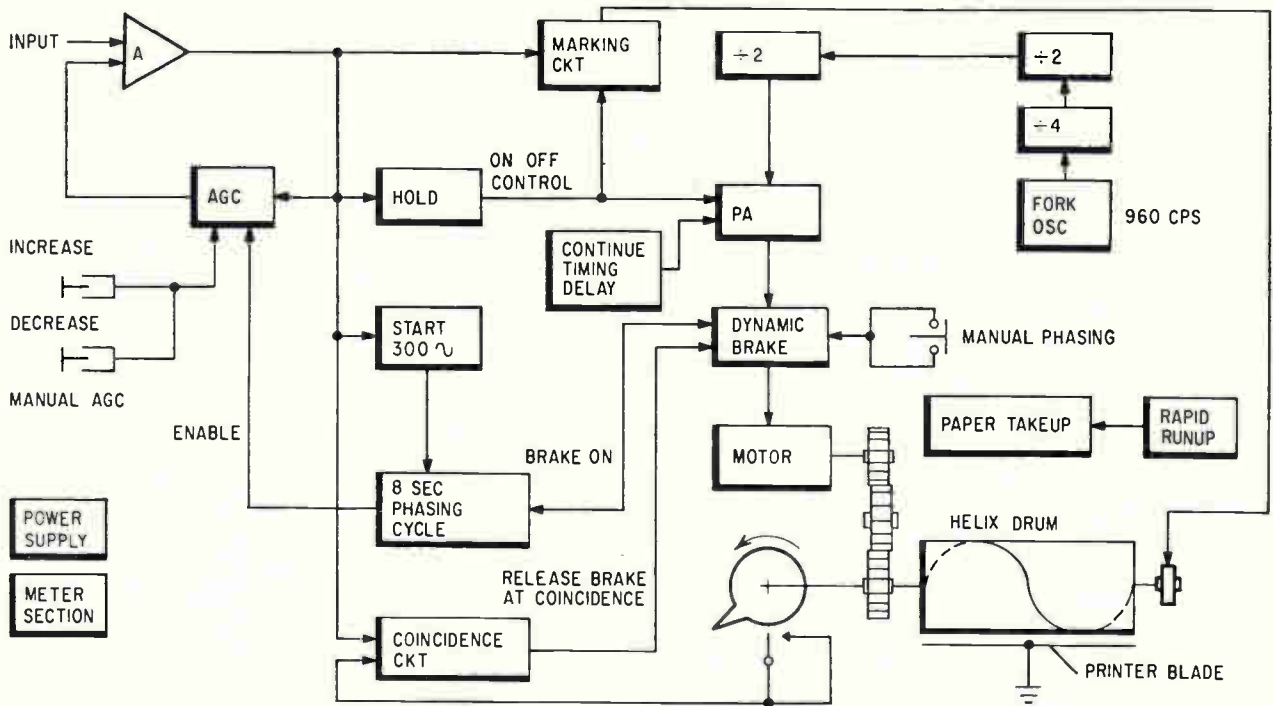 INPUT
A
MARKING
CKT
÷2
÷2
÷4
AGC
HOLD
ON OFF
CONTROL
PA
FORK
OSC
960 CPS
INCREASE
DECREASE
MANUAL AGC
CONTINUE
TIMING
DELAY
START
300 ∿
DYNAMIC
BRAKE
MANUAL PHASING
ENABLE
BRAKE ON
MOTOR
PAPER TAKEUP
RAPID
RUNUP
POWER
SUPPLY
8 SEC
PHASING
CYCLE
HELIX DRUM
METER
SECTION
RELEASE BRAKE
AT COINCIDENCE
COINCIDENCE
CKT
PRINTER BLADE